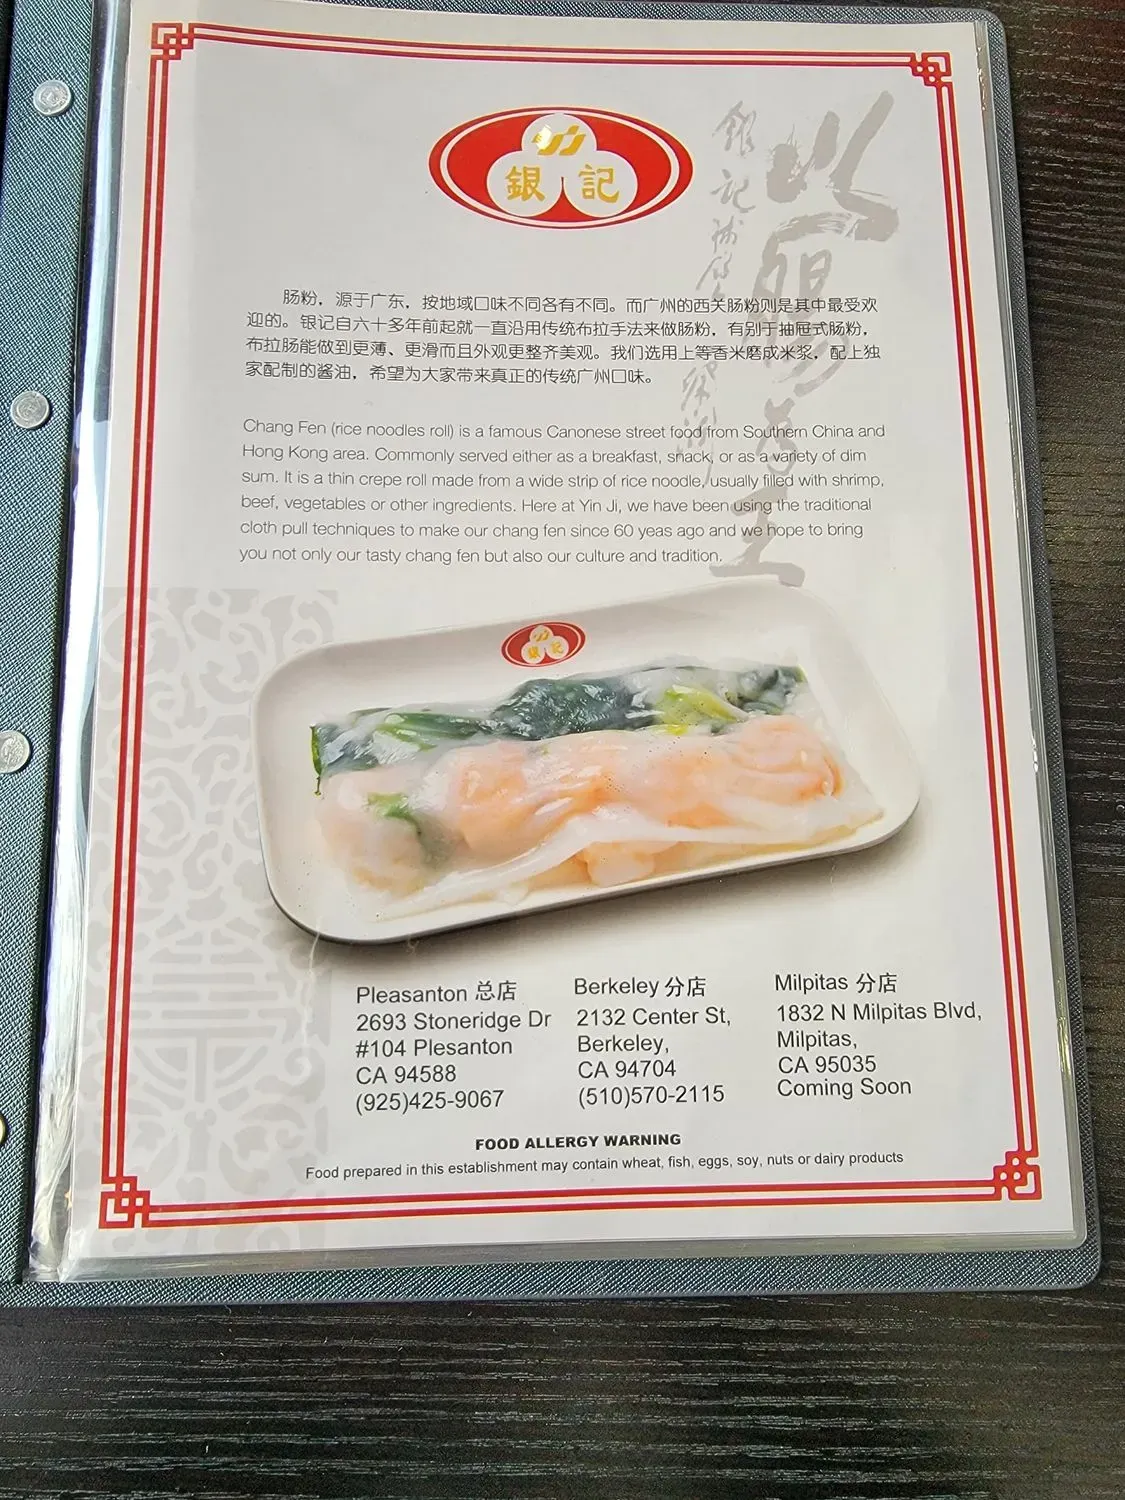 銀 記
以腸為王
銀記
肠粉，源于广东，按地域口味不同各有不同。而广州的西关肠粉则是其中最受欢
迎的。银记自六十多年前起就一直沿用传统布拉手法来做肠粉，有别于抽屉式肠粉，
布拉肠能做到更薄、更滑而且外观更整齐美观。我们选用上等香米磨成米浆，配上独
家配制的酱油，希望为大家带来真正的传统广州口味。
Chang Fen (rice noodles roll) is a famous Canonese street food from Southern China and
Hong Kong area. Commonly served either as a breakfast, snack, or as a variety of dim
sum. It is a thin crepe roll made from a wide strip of rice noodle, usually filled with shrimp,
beef, vegetables or other ingredients. Here at Yin Ji, we have been using the traditional
cloth pull techniques to make our chang fen since 60 yeas ago and we hope to bring
you not only our tasty chang fen but also our culture and tradition.
銀 記
Pleasanton 总店
2693 Stoneridge Dr
#104 Plesanton
CA 94588
(925)425-9067
Berkeley 分店
2132 Center St,
Berkeley,
CA 94704
(510)570-2115
Milpitas 分店
1832 N Milpitas Blvd,
Milpitas,
CA 95035
Coming Soon
FOOD ALLERGY WARNING
Food prepared in this establishment may contain wheat, fish, eggs, soy, nuts or dairy products